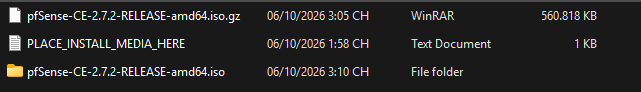 pfSense-CE-2.7.2-RELEASE-amd64.iso.gz 06/10/2026 3:05 CH WinRAR 560.818 KB
PLACE_INSTALL_MEDIA_HERE 06/10/2026 1:58 CH Text Document 1 KB
pfSense-CE-2.7.2-RELEASE-amd64.iso 06/10/2026 3:10 CH File folder